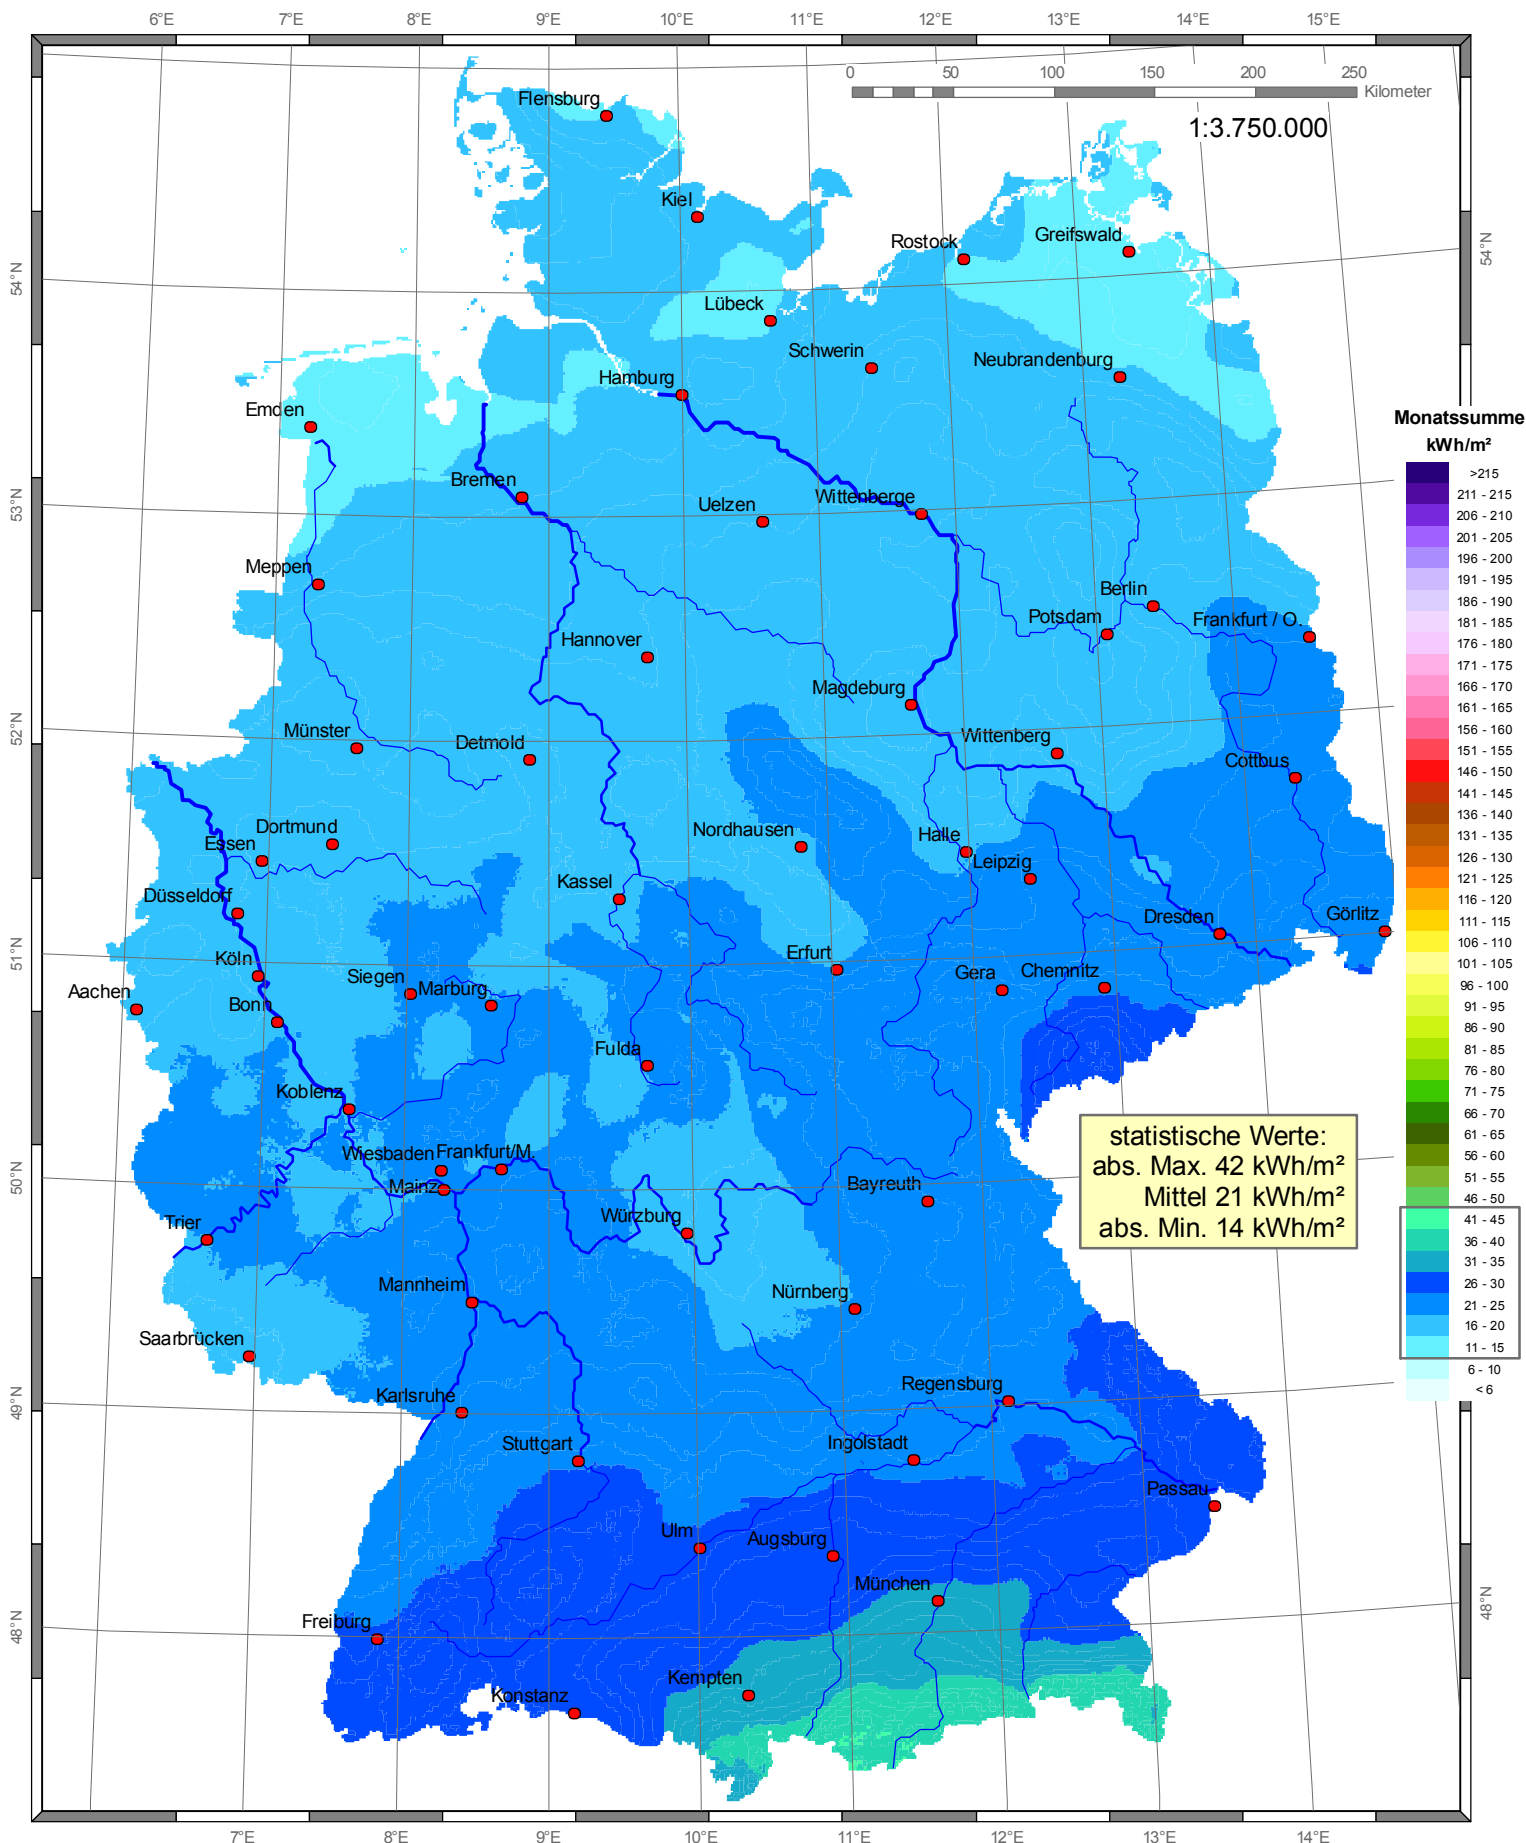 6°E 7°E 8°E 9°E 10°E 11°E 12°E 13°E 14°E 15°E
0 50 100 150 200 250
Kilometer
1:3.750.000
Flensburg
Kiel
Rostock
Greifswald
54°N
54°N
Lübeck
Schwerin
Neubrandenburg
Hamburg
Emden
Bremen
Uelzen
Wittenberge
53°N
Meppen
Berlin
Potsdam
Frankfurt / O.
Hannover
Magdeburg
52°N
Münster
Detmold
Wittenberg
Cottbus
Dortmund
Essen
Nordhausen
Halle
Leipzig
Kassel
Düsseldorf
Dresden
Görlitz
51°N
Köln
Erfurt
Siegen
Marburg
Gera
Chemnitz
Aachen
Bonn
Fulda
Koblenz
50°N
Wiesbaden
Frankfurt/M.
Mainz
Bayreuth
Trier
Würzburg
Mannheim
Nürnberg
Saarbrücken
49°N
Karlsruhe
Regensburg
Stuttgart
Ingolstadt
Passau
Ulm
Augsburg
München
48°N
48°N
Freiburg
Kempten
Konstanz
Monatssumme
kWh/m²
>215
211 - 215
206 - 210
201 - 205
196 - 200
191 - 195
186 - 190
181 - 185
176 - 180
171 - 175
166 - 170
161 - 165
156 - 160
151 - 155
146 - 150
141 - 145
136 - 140
131 - 135
126 - 130
121 - 125
116 - 120
111 - 115
106 - 110
101 - 105
96 - 100
91 - 95
86 - 90
81 - 85
76 - 80
71 - 75
66 - 70
61 - 65
56 - 60
51 - 55
46 - 50
41 - 45
36 - 40
31 - 35
26 - 30
21 - 25
16 - 20
11 - 15
6 - 10
< 6
statistische Werte:
abs. Max. 42 kWh/m²
Mittel 21 kWh/m²
abs. Min. 14 kWh/m²
7°E 8°E 9°E 10°E 11°E 12°E 13°E 14°E